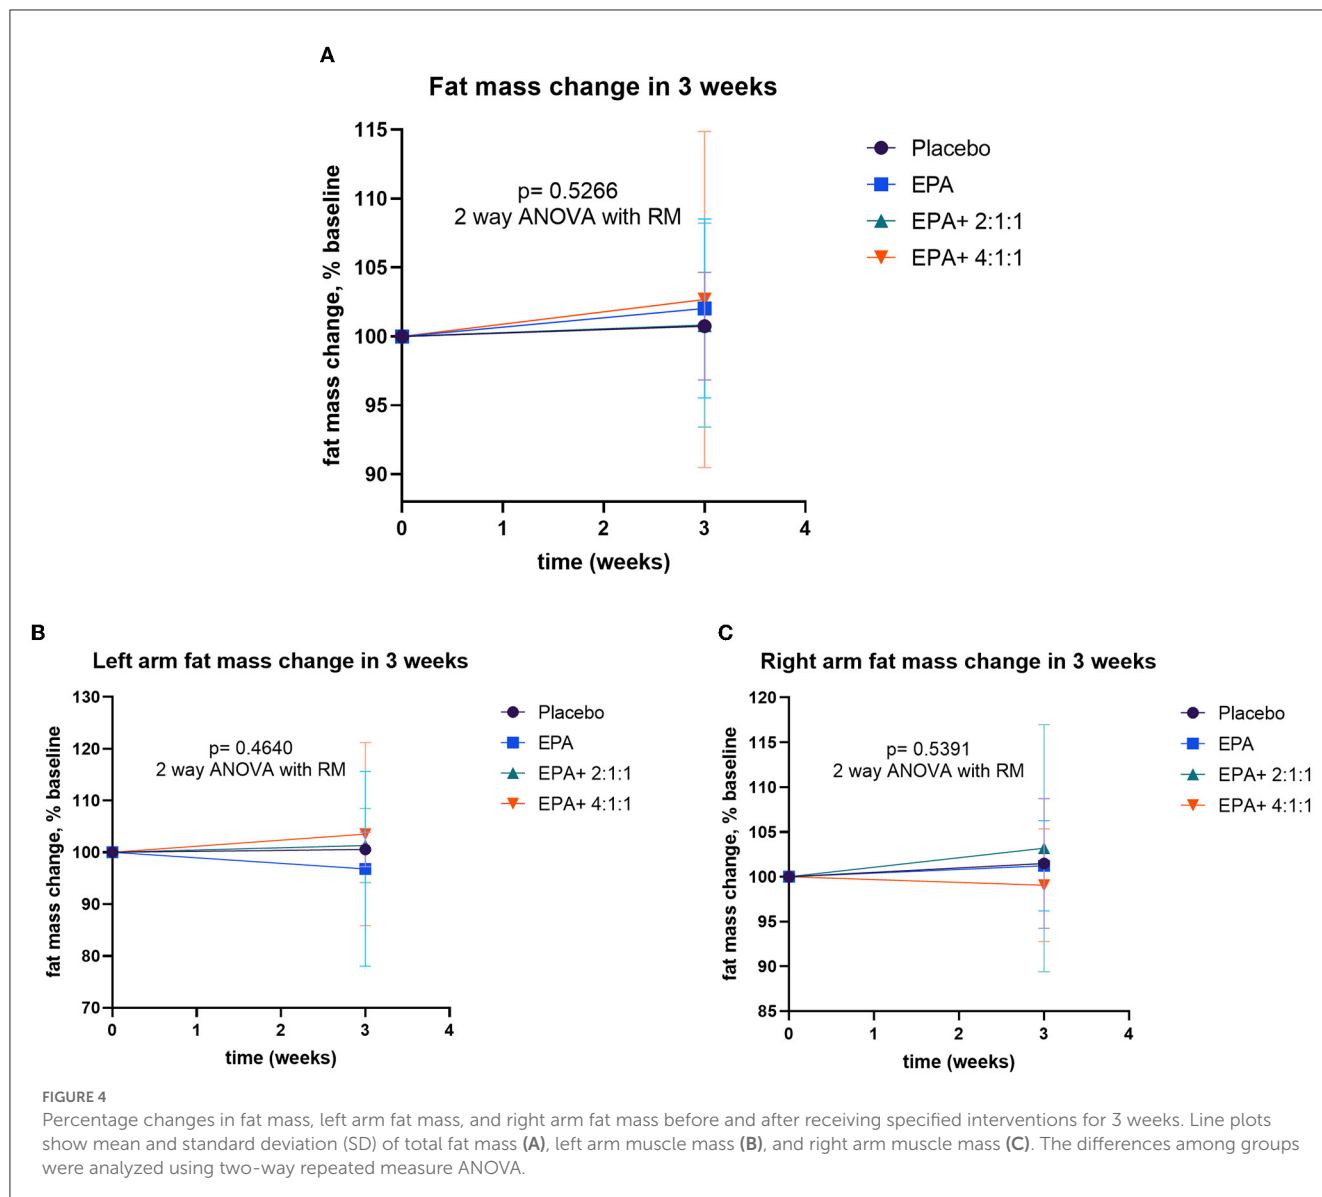 A
Fat mass change in 3 weeks
fat mass change, % baseline
115
110
105
100
95
90
p= 0.5266
2 way ANOVA with RM
Placebo
EPA
EPA+ 2:1:1
EPA+ 4:1:1
0 1 2 3 4
time (weeks)
B
Left arm fat mass change in 3 weeks
fat mass change, % baseline
130
120
110
100
90
80
70
p= 0.4640
2 way ANOVA with RM
Placebo
EPA
EPA+ 2:1:1
EPA+ 4:1:1
0 1 2 3 4
time (weeks)
C
Right arm fat mass change in 3 weeks
fat mass change, % baseline
120
115
110
105
100
95
90
85
p= 0.5391
2 way ANOVA with RM
Placebo
EPA
EPA+ 2:1:1
EPA+ 4:1:1
0 1 2 3 4
time (weeks)
FIGURE 4
Percentage changes in fat mass, left arm fat mass, and right arm fat mass before and after receiving specified interventions for 3 weeks. Line plots
show mean and standard deviation (SD) of total fat mass (A), left arm muscle mass (B), and right arm muscle mass (C). The differences among groups
were analyzed using two-way repeated measure ANOVA.